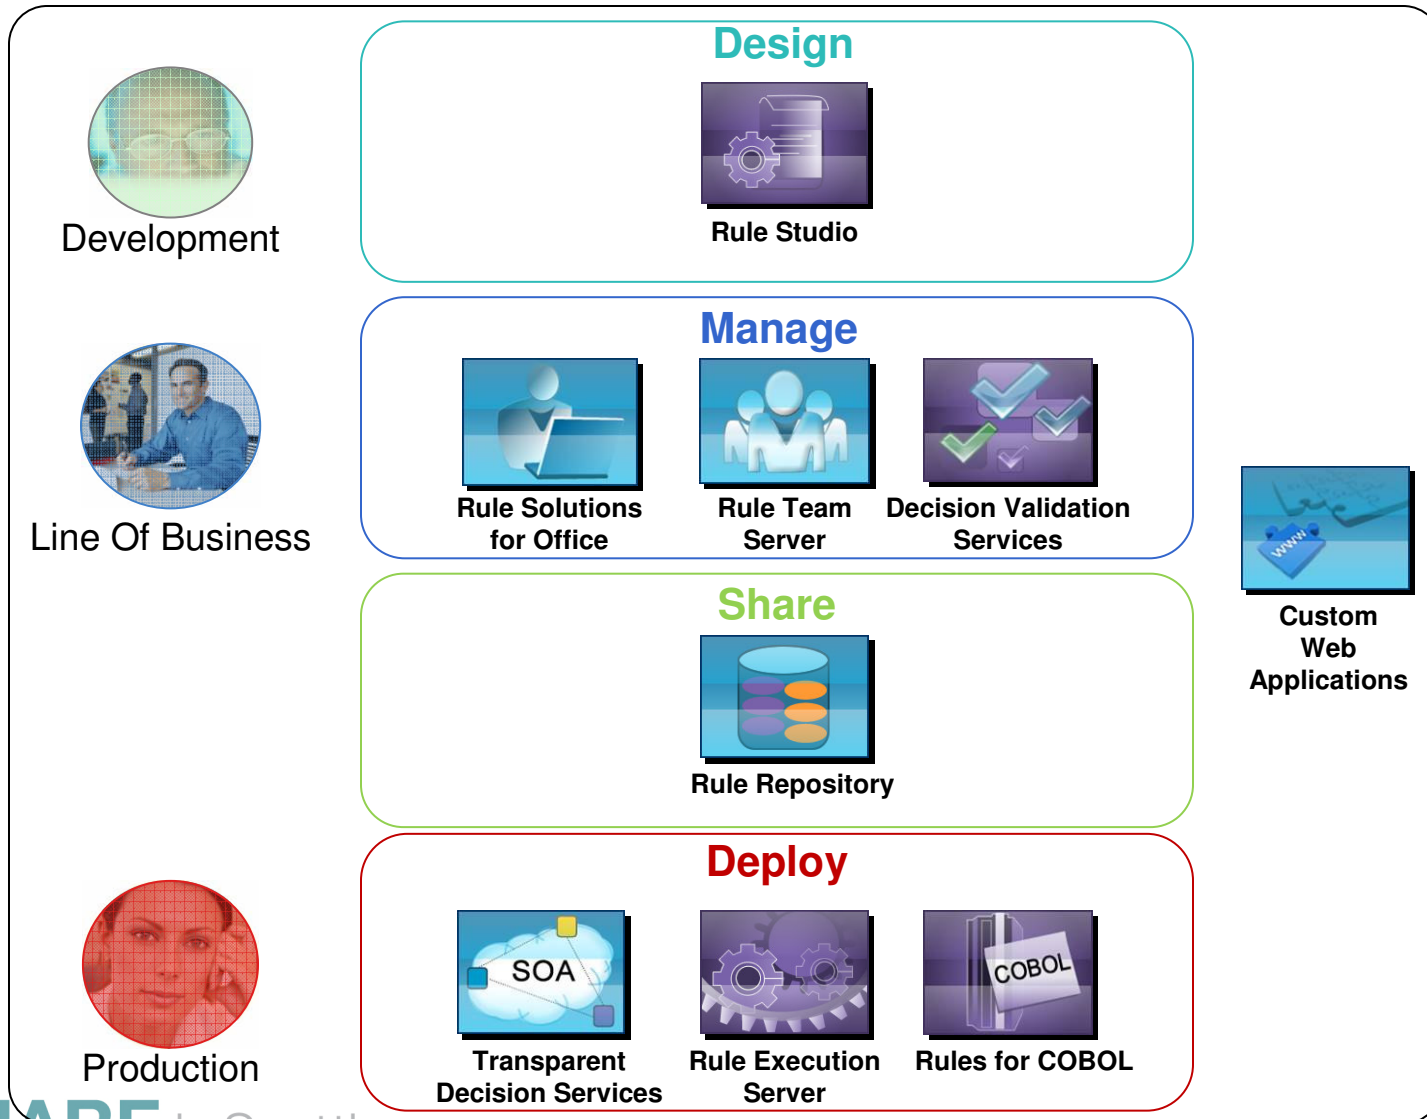 Design
Development
Rule Studio
Manage
Line Of Business
Rule Solutions
for Office
Rule Team
Server
Decision Validation
Services
WWW
Custom
Web
Applications
Share
Rule Repository
Deploy
Production
SOA
COBOL
Transparent
Decision Services
Rule Execution
Server
Rules for COBOL